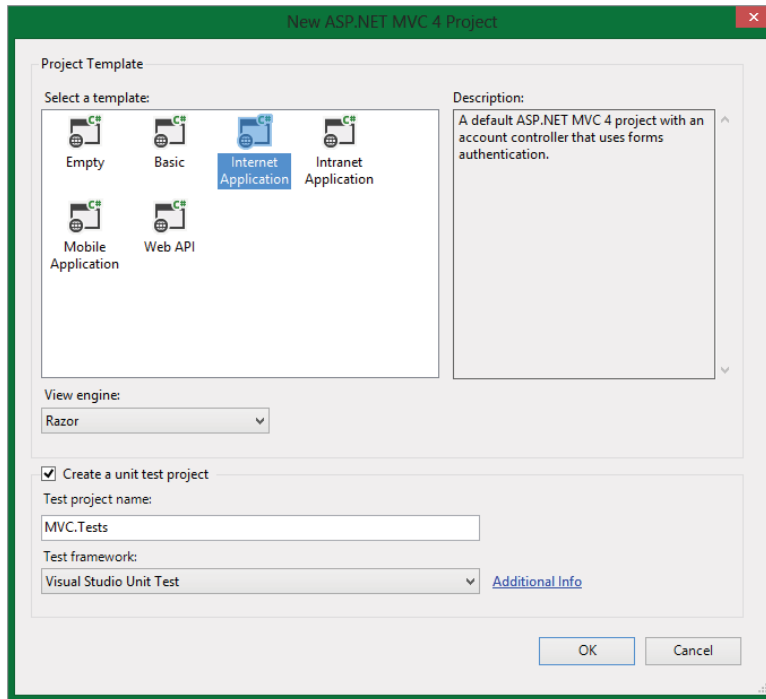 New ASP.NET MVC 4 Project
×
Project Template
Select a template:
C#
Empty
C#
Basic
C#
Internet
Application
C#
Intranet
Application
C#
Mobile
Application
C#
Web API
Description:
A default ASP.NET MVC 4 project with an
account controller that uses forms
authentication.
View engine:
Razor
Create a unit test project
Test project name:
MVC.Tests
Test framework:
Visual Studio Unit Test
Additional Info
OK
Cancel